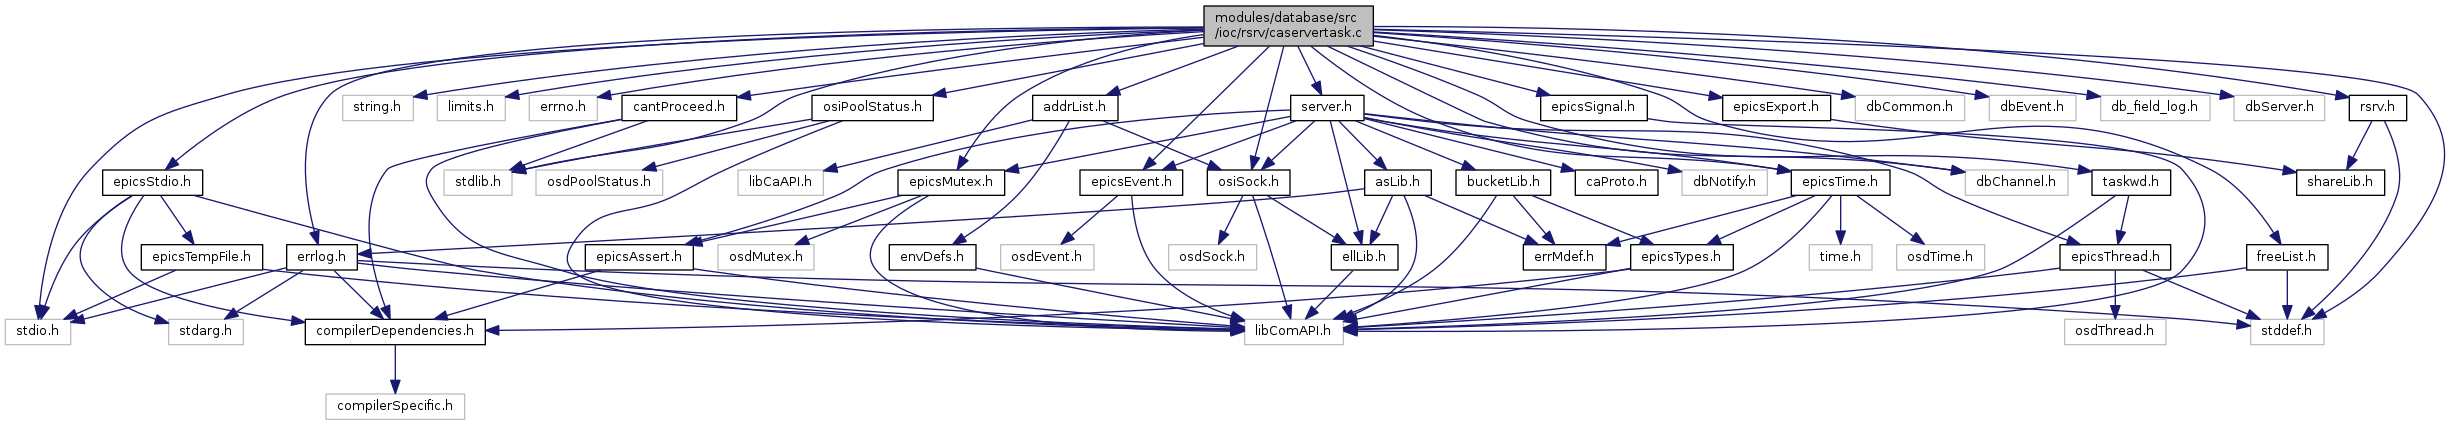 modules/database/src
/ioc/rsrv/caservertask.c
string.h
limits.h
errno.h
cantProceed.h
osiPoolStatus.h
addrList.h
server.h
epicsSignal.h
epicsExport.h
dbCommon.h
dbEvent.h
db_field_log.h
dbServer.h
rsrv.h
epicsStdio.h
stdlib.h
osdPoolStatus.h
libCaAPI.h
epicsMutex.h
epicsEvent.h
osiSock.h
asLib.h
bucketLib.h
caProto.h
dbNotify.h
epicsTime.h
dbChannel.h
taskwd.h
shareLib.h
epicsTempFile.h
errlog.h
epicsAssert.h
osdMutex.h
envDefs.h
osdEvent.h
osdSock.h
ellLib.h
errMdef.h
epicsTypes.h
time.h
osdTime.h
epicsThread.h
freeList.h
stdio.h
stdarg.h
compilerDependencies.h
libComAPI.h
osdThread.h
stddef.h
compilerSpecific.h